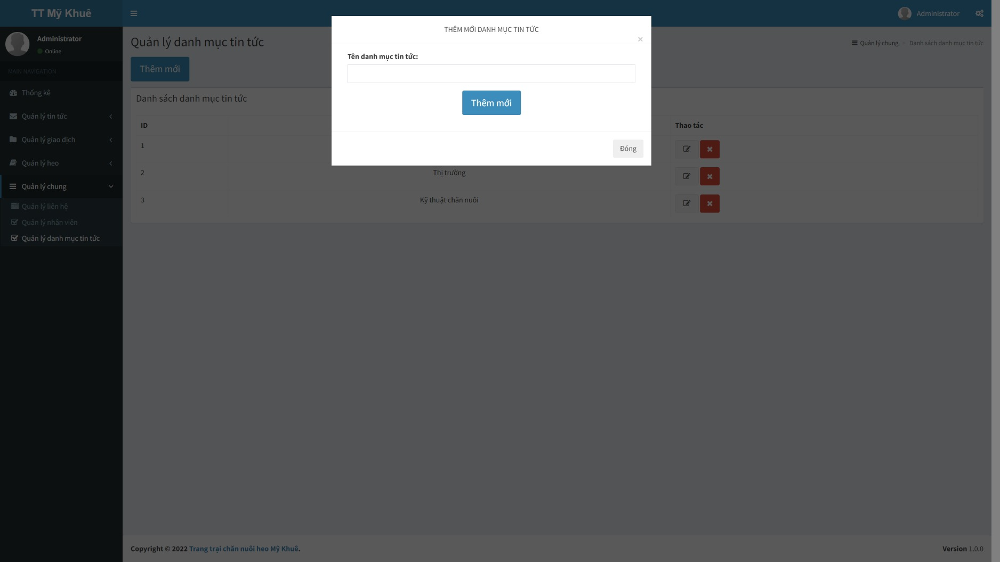 TT Mỹ Khuê
Administrator
Administrator
Online
MAIN NAVIGATION
Thống kê
Quản lý tin tức
Quản lý giao dịch
Quản lý heo
Quản lý chung
Quản lý liên hệ
Quản lý nhân viên
Quản lý danh mục tin tức
Quản lý danh mục tin tức
Quản lý chung > Danh sách danh mục tin tức
Thêm mới
Danh sách danh mục tin tức
ID Thao tác
1
2 Thị trường
3 Kỹ thuật chăn nuôi
THÊM MỚI DANH MỤC TIN TỨC
×
Tên danh mục tin tức:
Thêm mới
Đóng
Copyright © 2022 Trang trại chăn nuôi heo Mỹ Khuê.
Version 1.0.0